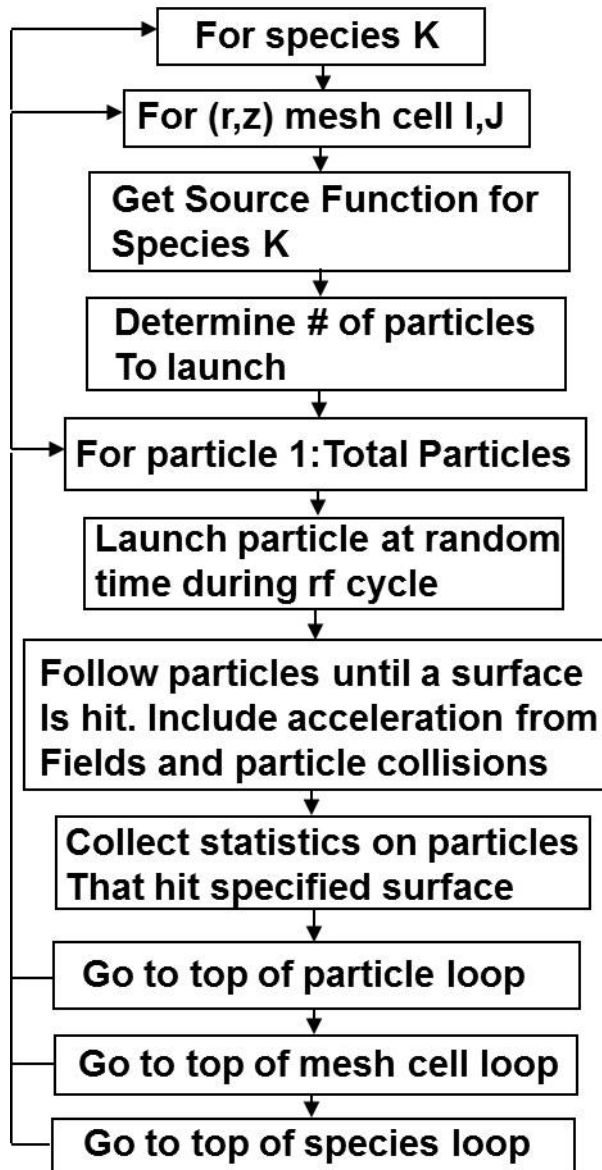 For species K
For (r,z) mesh cell I,J
Get Source Function for
Species K
Determine # of particles
To launch
For particle 1:Total Particles
Launch particle at random
time during rf cycle
Follow particles until a surface
Is hit. Include acceleration from
Fields and particle collisions
Collect statistics on particles
That hit specified surface
Go to top of particle loop
Go to top of mesh cell loop
Go to top of species loop